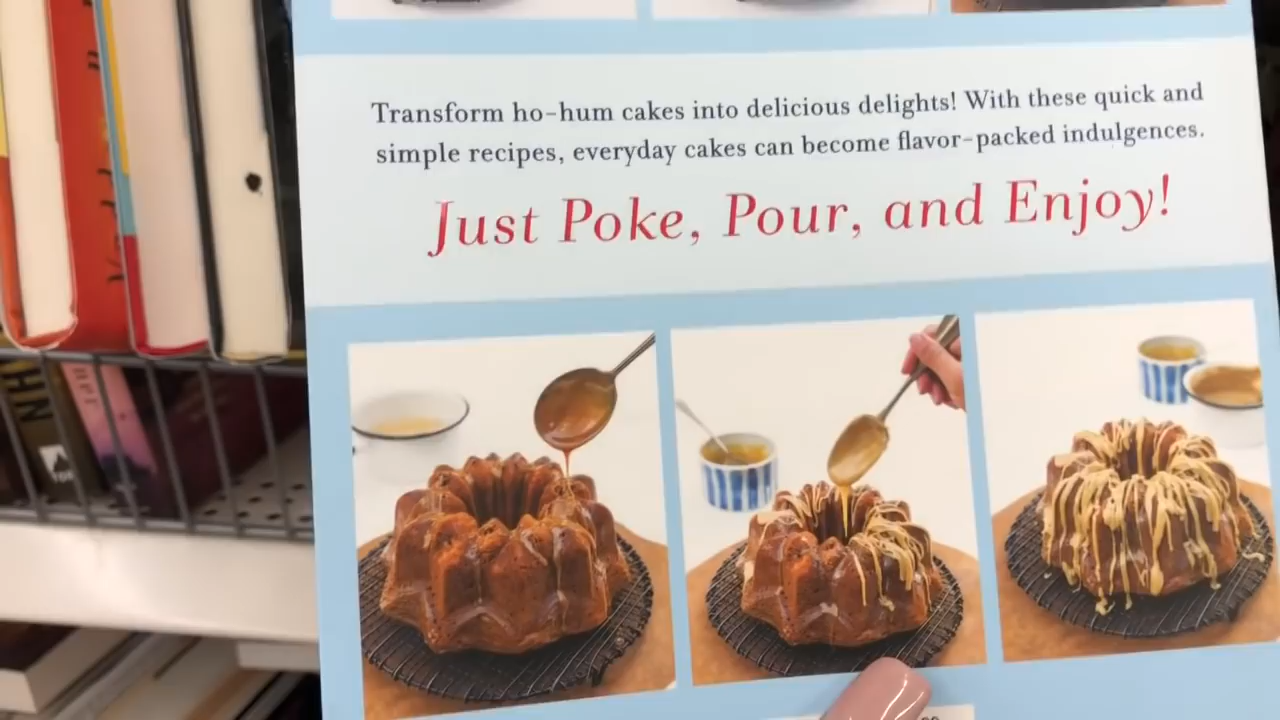 Transform ho-hum cakes into delicious delights! With these quick and
simple recipes, everyday cakes can become flavor-packed indulgences.
Just Poke, Pour, and Enjoy!